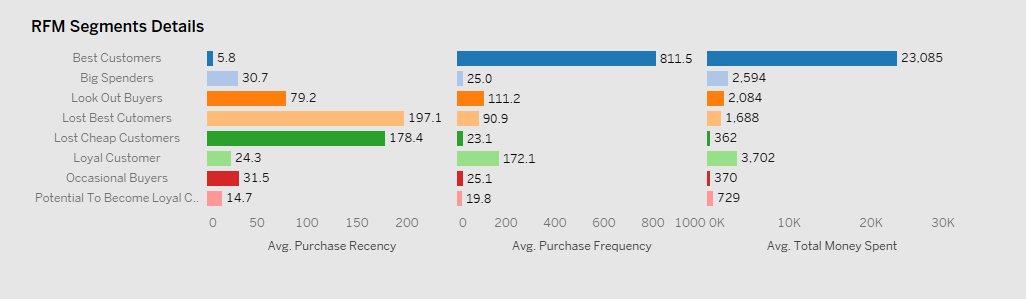 RFM Segments Details
Best Customers 5.8 811.5 23,085
Big Spenders 30.7 25.0 2,594
Look Out Buyers 79.2 111.2 2,084
Lost Best Cutomers 197.1 90.9 1,688
Lost Cheap Customers 178.4 23.1 362
Loyal Customer 24.3 172.1 3,702
Occasional Buyers 31.5 25.1 370
Potential To Become Loyal C.. 14.7 19.8 729
0 50 100 150 200 0 200 400 600 800 1000 0K 10K 20K 30K
Avg. Purchase Recency Avg. Purchase Frequency Avg. Total Money Spent